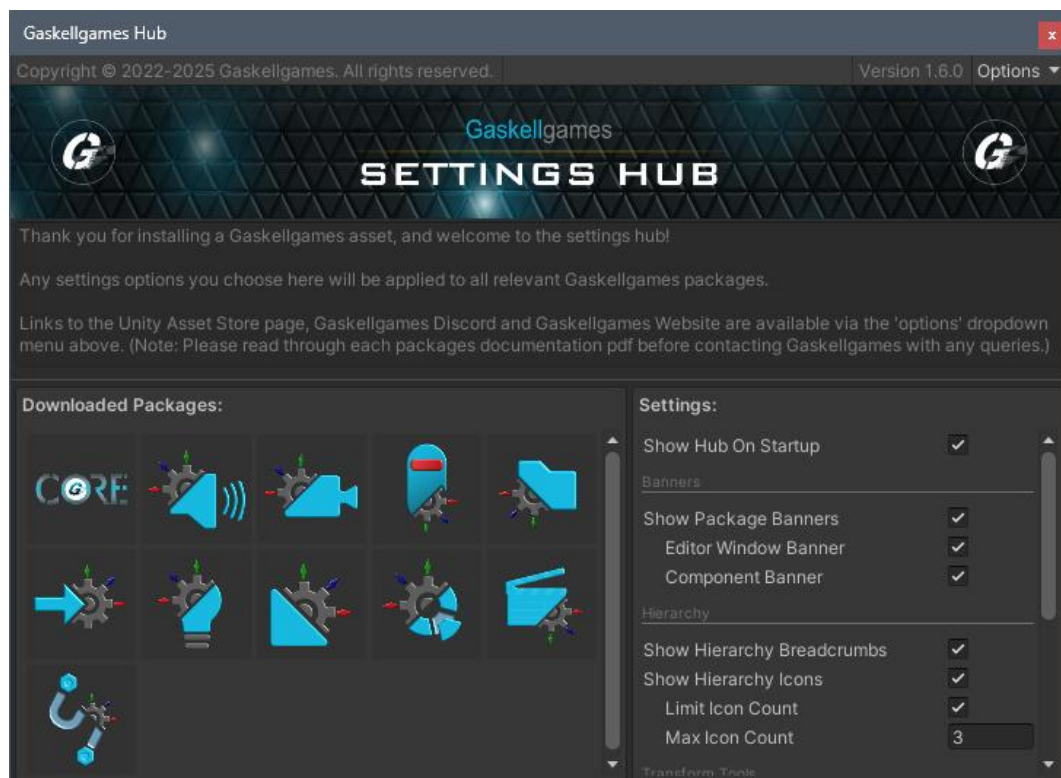 Gaskellgames Hub
x
Copyright © 2022-2025 Gaskellgames. All rights reserved.
Version 1.6.0
Options
Gaskellgames
SETTINGS HUB
Thank you for installing a Gaskellgames asset, and welcome to the settings hub!
Any settings options you choose here will be applied to all relevant Gaskellgames packages.
Links to the Unity Asset Store page, Gaskellgames Discord and Gaskellgames Website are available via the 'options' dropdown
menu above. (Note: Please read through each packages documentation pdf before contacting Gaskellgames with any queries.)
Downloaded Packages:
CORE
Settings:
Show Hub On Startup
Banners
Show Package Banners
Editor Window Banner
Component Banner
Hierarchy
Show Hierarchy Breadcrumbs
Show Hierarchy Icons
Limit Icon Count
Max Icon Count
3
Transform Tools